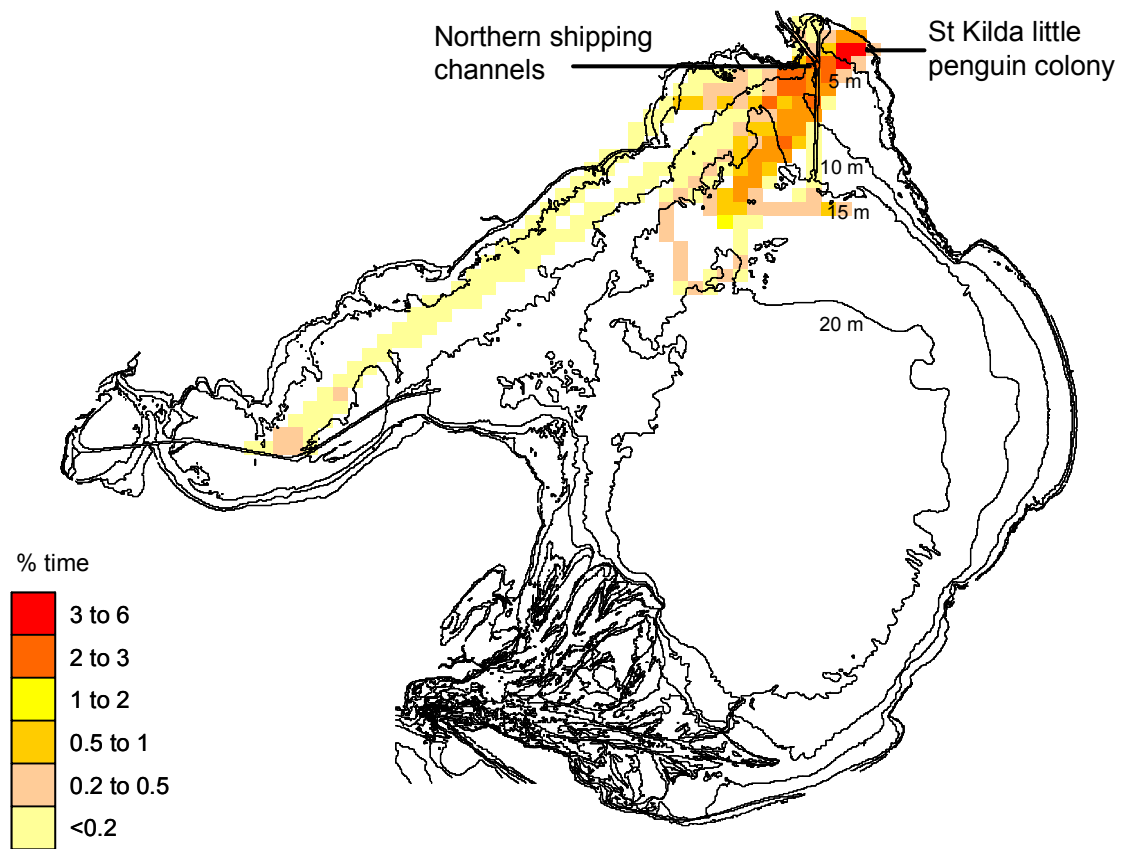 Northern shipping
channels
St Kilda little
penguin colony
5 m
10 m
15 m
20 m
% time
3 to 6
2 to 3
1 to 2
0.5 to 1
0.2 to 0.5
<0.2